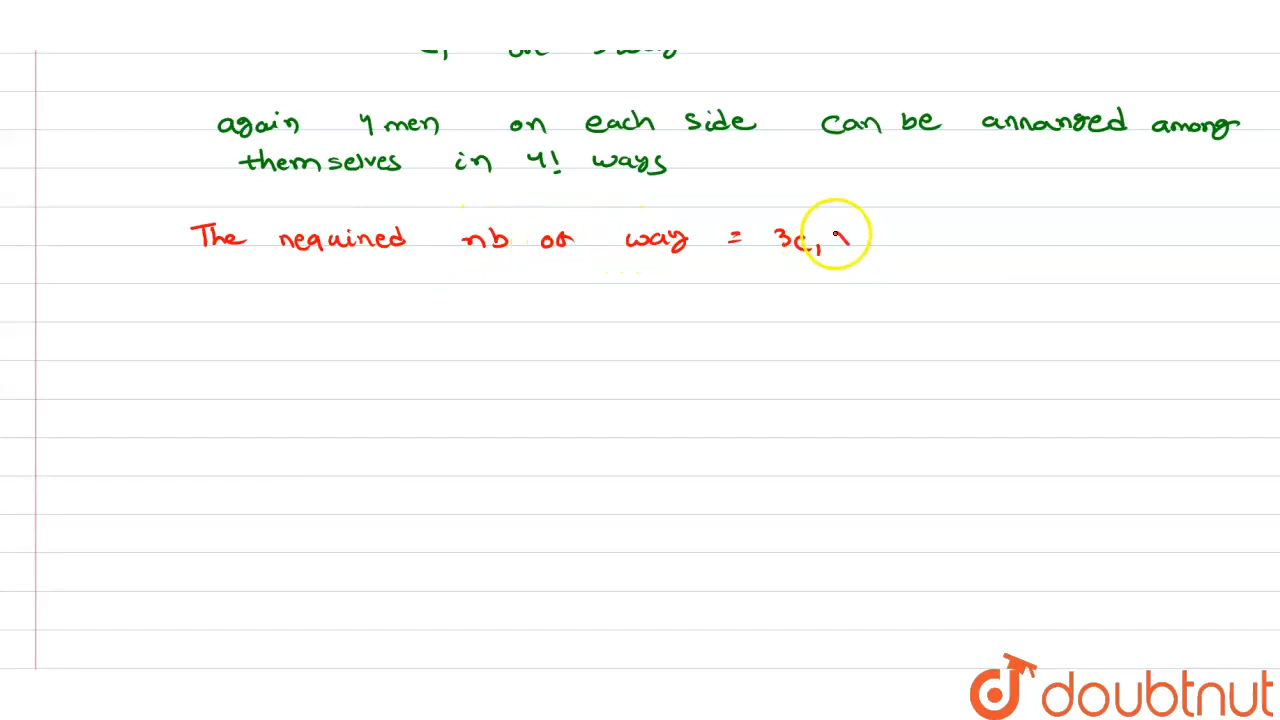 again 4 men on each side can be arranged among
themselves in 4! ways
The required nb of way = 3c,
doubtnut